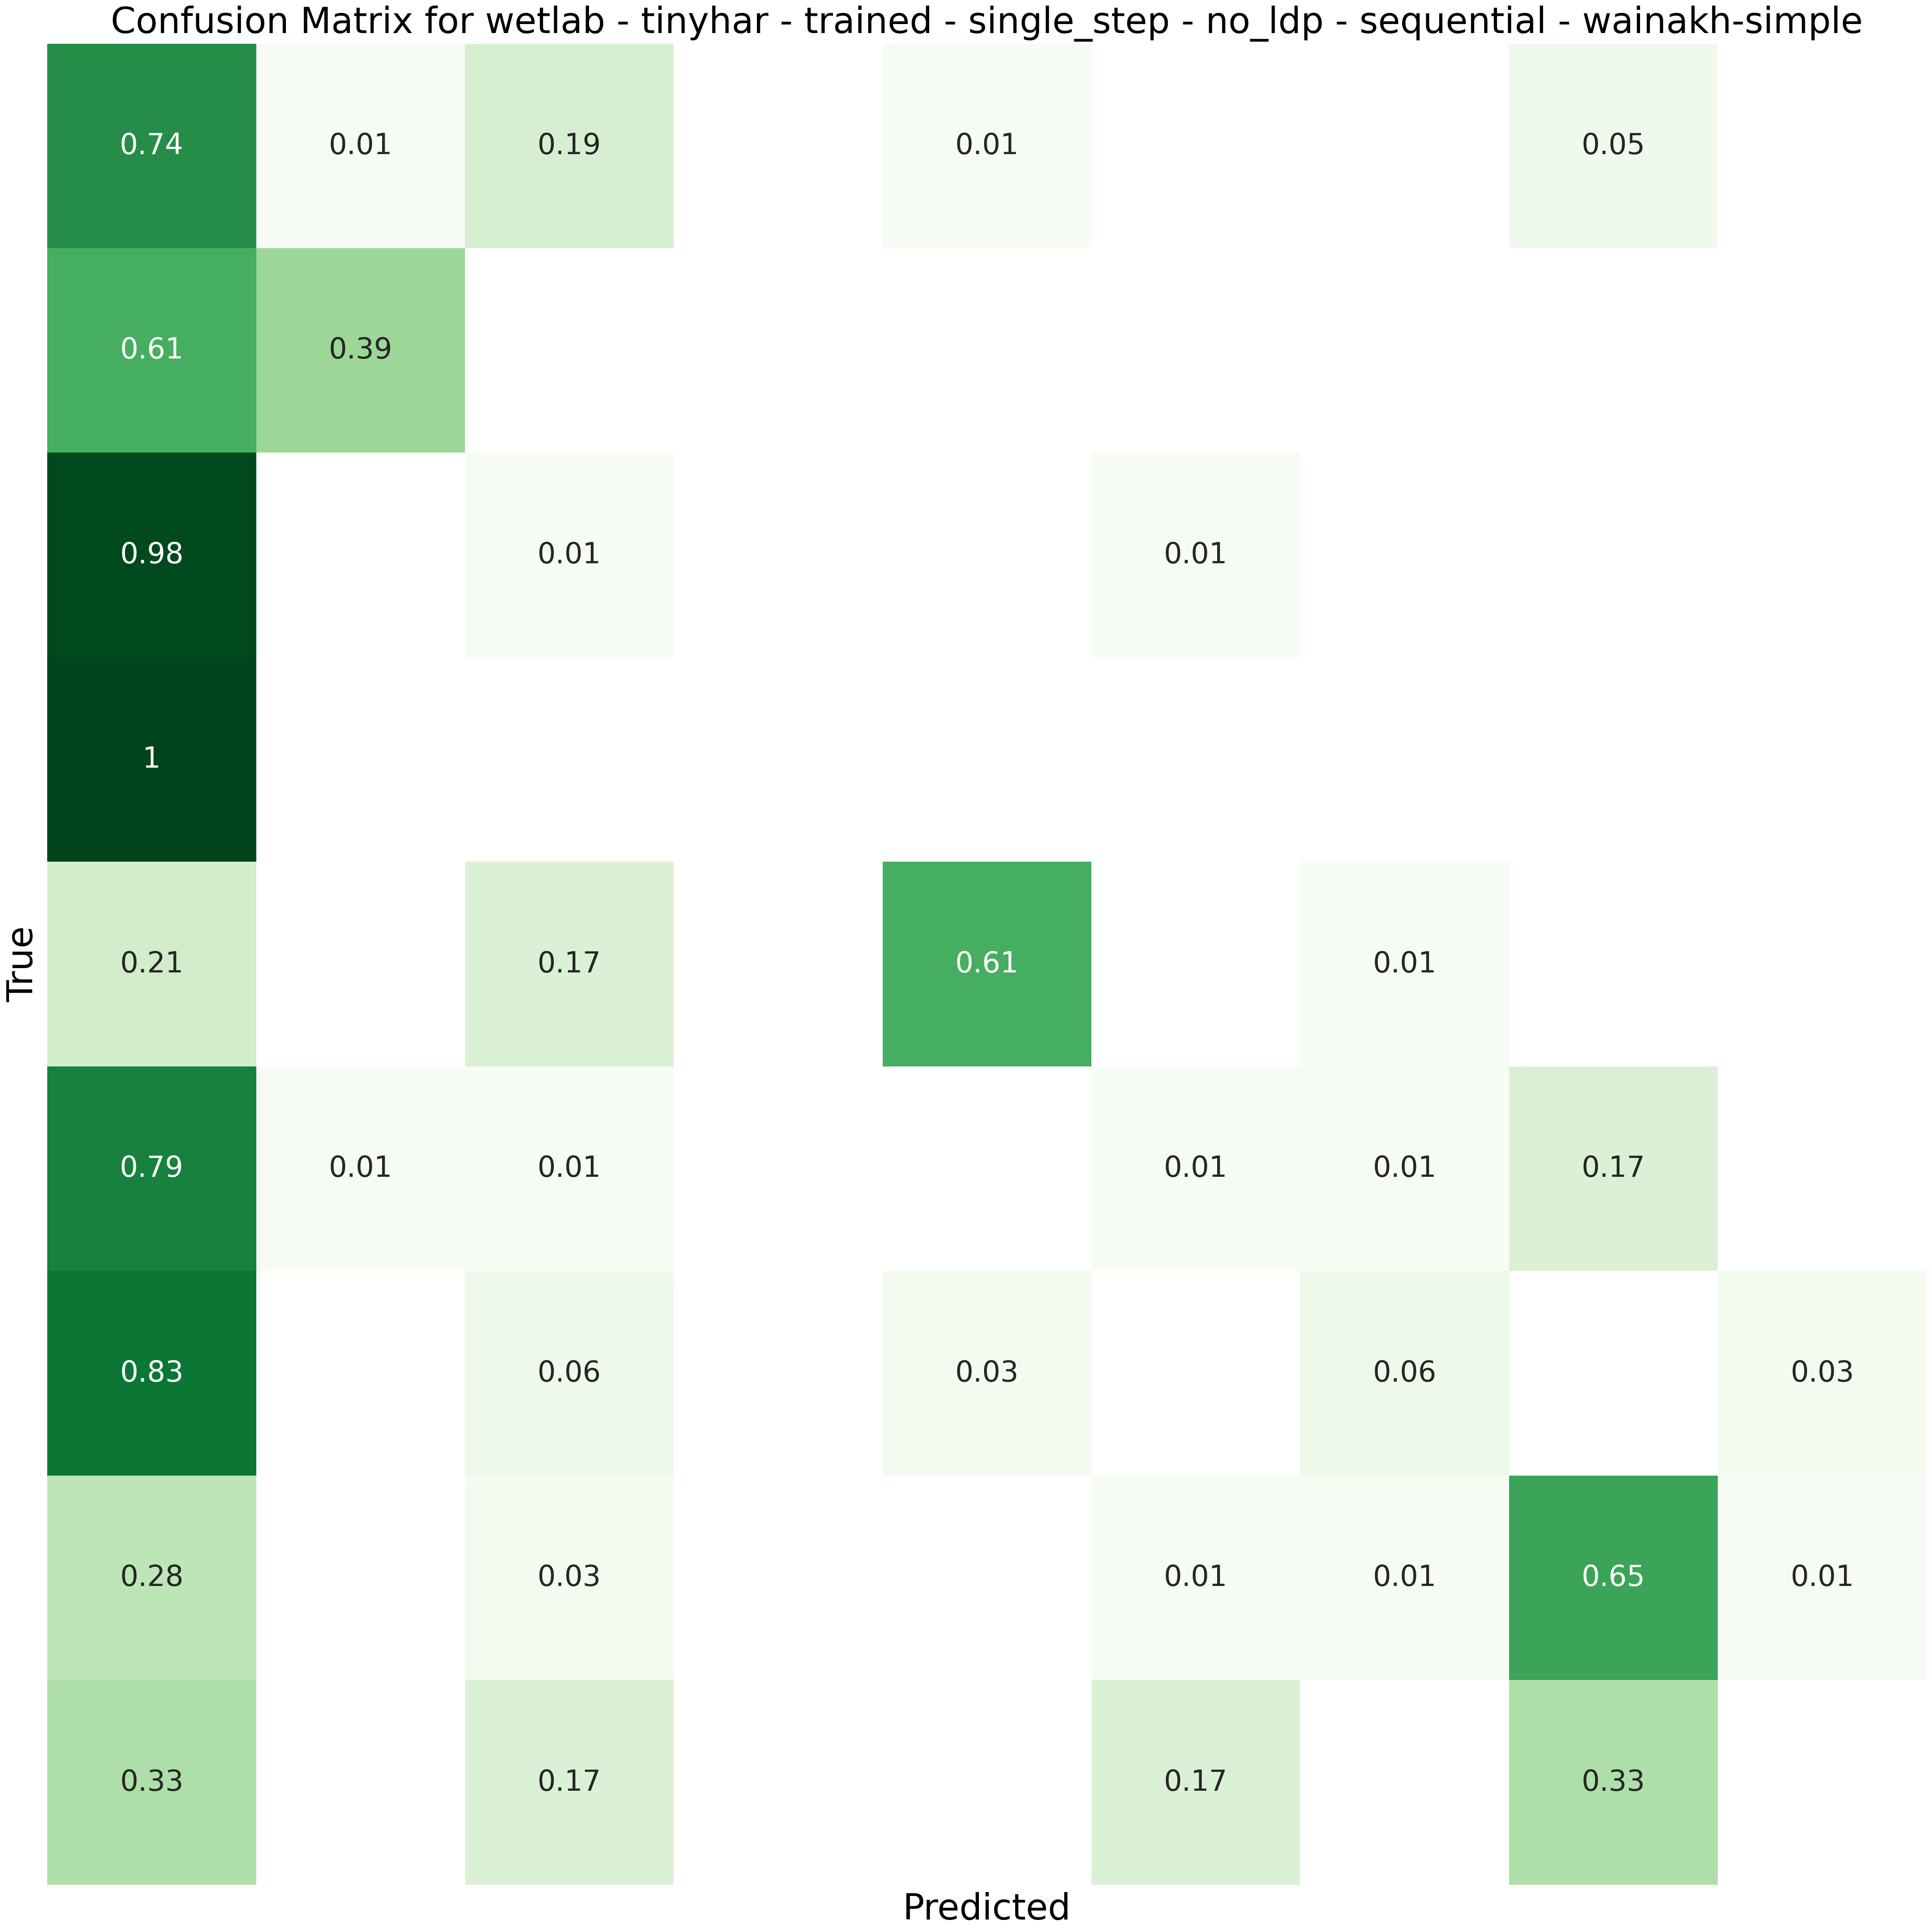 Confusion Matrix for wetlab - tinyhar - trained - single_step - no_ldp - sequential - wainakh-simple
0.74 0.01 0.19 0.01 0.05
0.61 0.39
0.98 0.01 0.01
1
0.21 0.17 0.61 0.01
0.79 0.01 0.01 0.01 0.01 0.17
0.83 0.06 0.03 0.06 0.03
0.28 0.03 0.01 0.01 0.65 0.01
0.33 0.17 0.17 0.33
True
Predicted